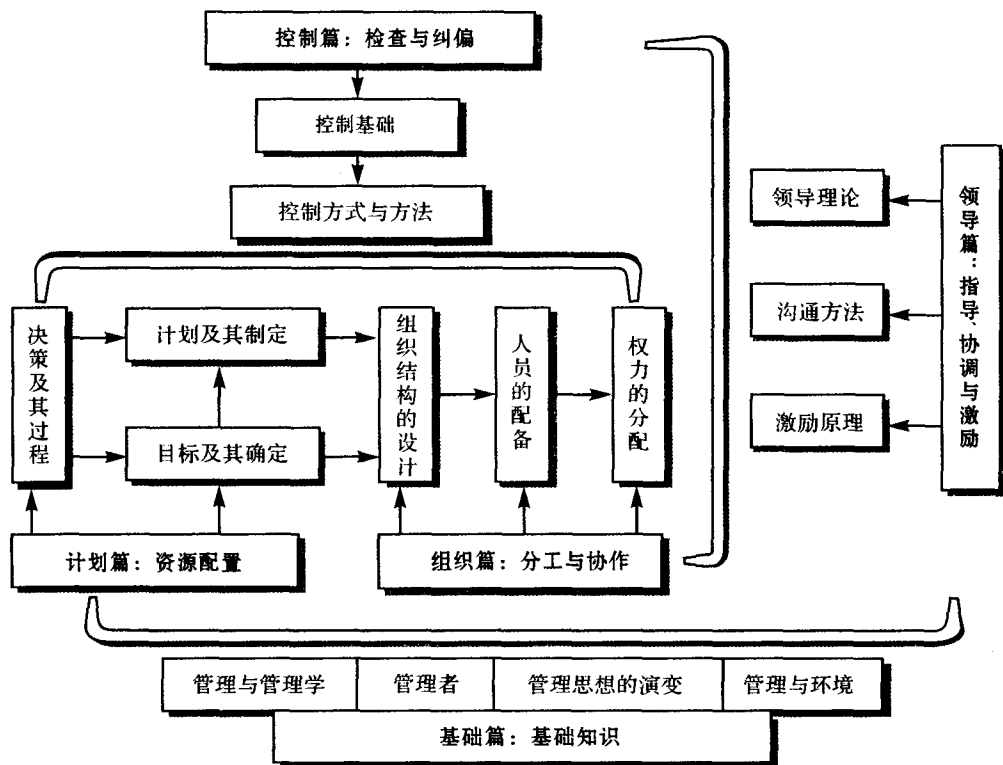 控制篇：检查与纠偏
控制基础
控制方式与方法
决策及其过程
计划及其制定
目标及其确定
组织结构的设计
人员的配备
权力的分配
计划篇：资源配置
组织篇：分工与协作
领导理论
沟通方法
激励原理
领导篇：指导、协调与激励
管理与管理学
管理者
管理思想的演变
管理与环境
基础篇：基础知识